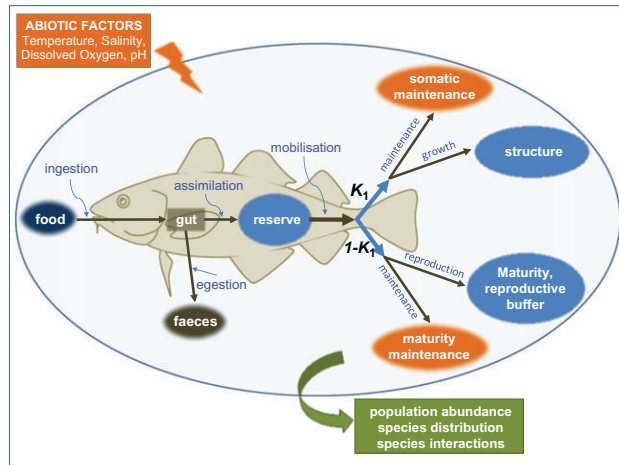 ABIOTIC FACTORS
Temperature, Salinity,
Dissolved Oxygen, pH
somatic
maintenance
mobilisation
maintenance
growth
structure
ingestion
assimilation
K1
food
gut
reserve
1-K1
reproduction
Maturity,
reproductive
buffer
egestion
maintenance
faeces
maturity
maintenance
population abundance
species distribution
species interactions